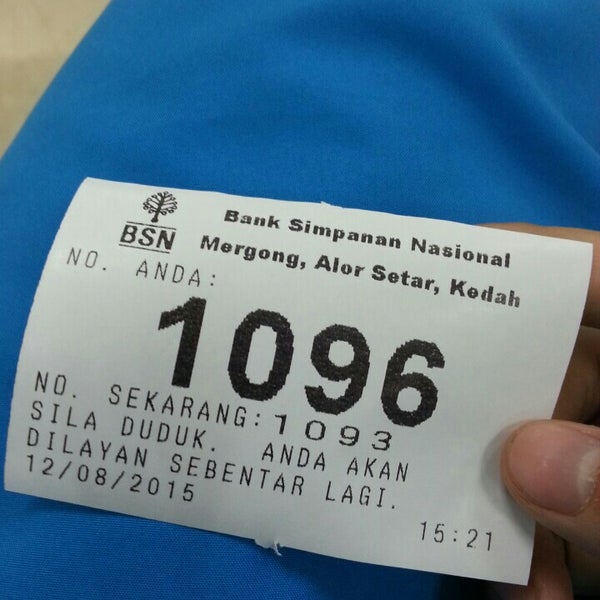 BSN
Bank Simpanan Nasional
Mergong, Alor Setar, Kedah
NO. ANDA:
1096
NO. SEKARANG: 1093
SILA DUDUK. ANDA AKAN
DILAYAN SEBENTAR LAGI.
12/08/2015 15:21